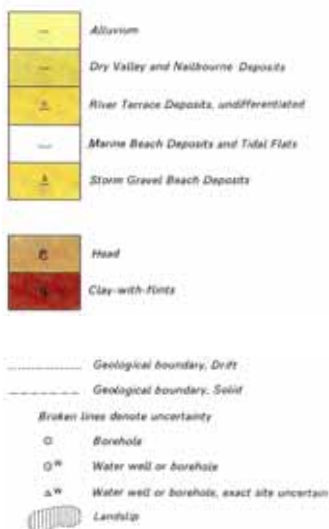 Alluvium
Dry Valley and Nailbourne Deposits
River Terrace Deposits, undifferentiated
Marine Beach Deposits and Tidal Flats
Storm Gravel Beach Deposits
Head
Clay-with-flints
Geological boundary, Drift
Geological boundary, Solid
Broken lines denote uncertainty
Borehole
W Water well or borehole
W Water well or borehole, exact site uncertain
Landslip